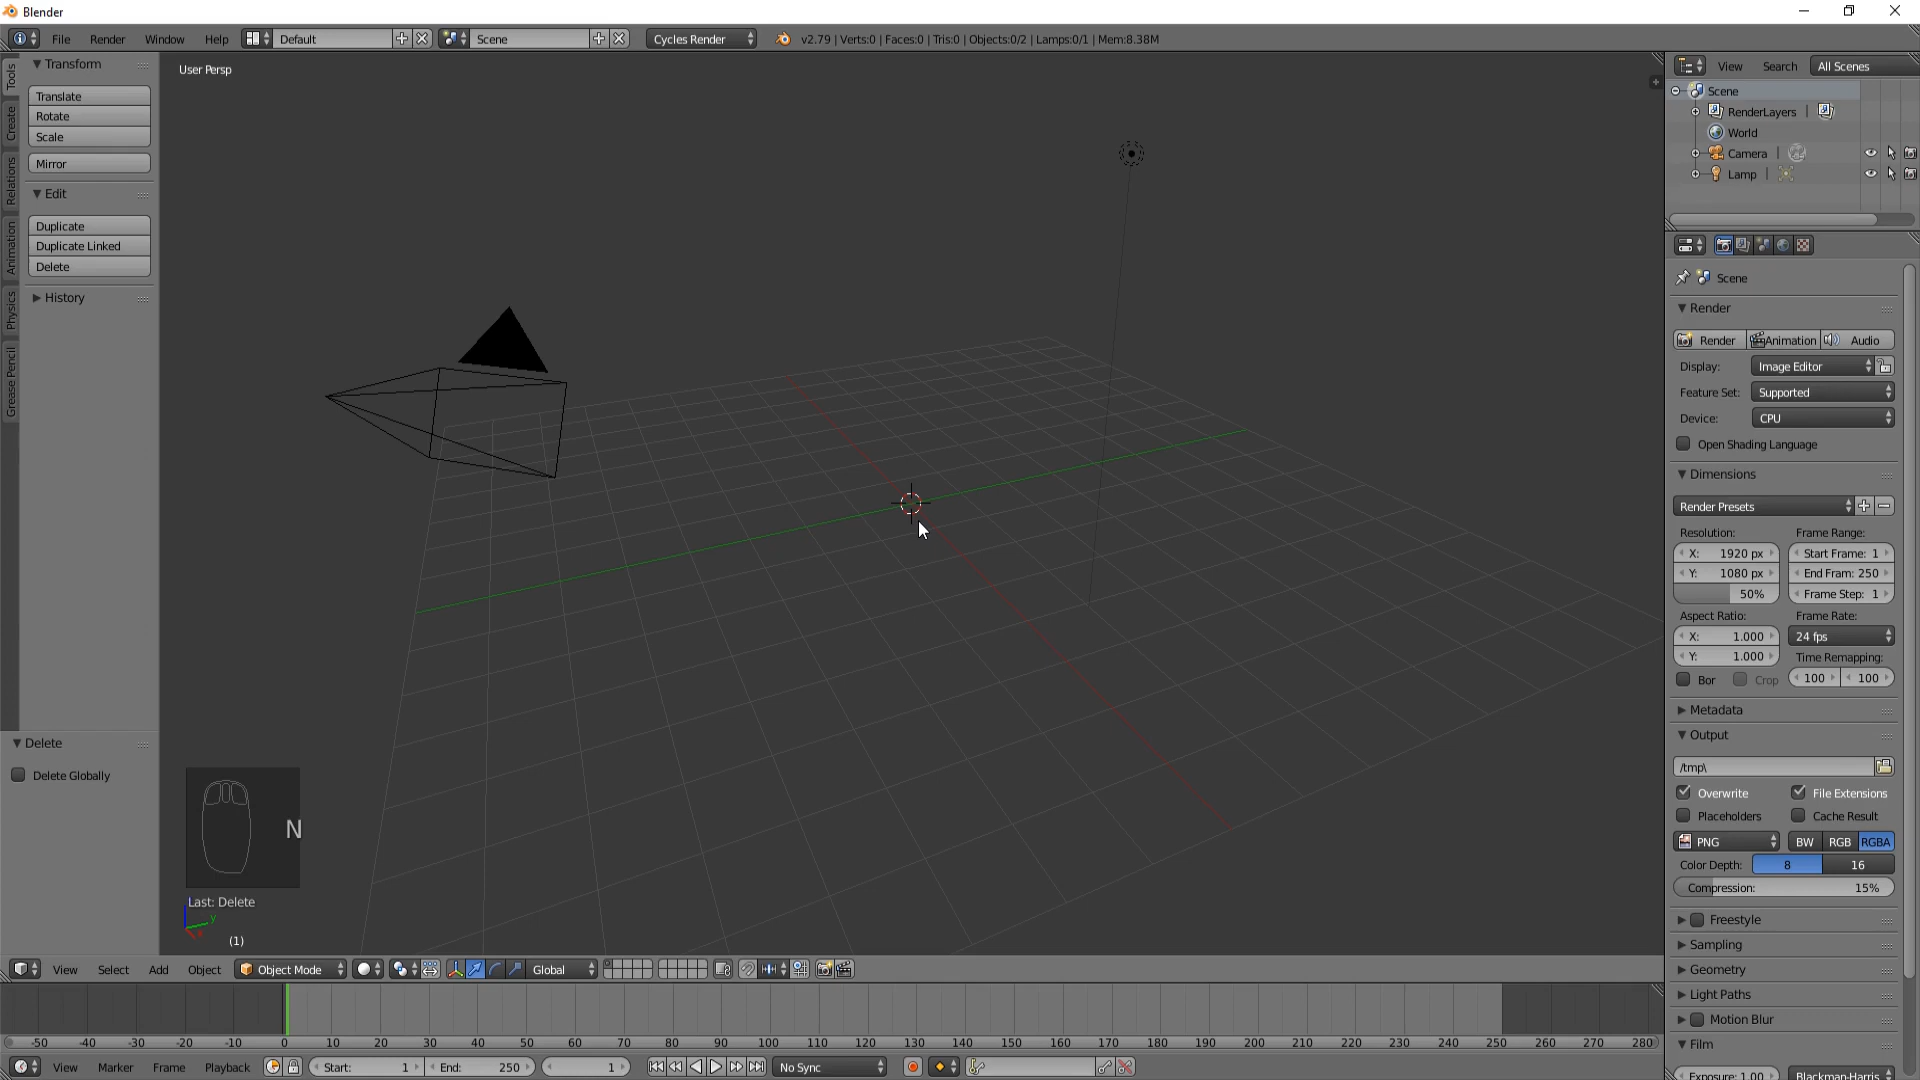 Blender
File Render Window Help Default Scene Cycles Render v2.79 | Verts:0 | Faces:0 | Tris:0 | Objects:0/2 | Lamps:0/1 | Mem:8.38M
Tools
Create
Relations
Animation
Physics
Grease Pencil
Transform
Translate
Rotate
Scale
Mirror
Edit
Duplicate
Duplicate Linked
Delete
History
Delete
Delete Globally
User Persp
N
Last: Delete
y
(1)
View Select Add Object Object Mode Global
-50 -40 -30 -20 -10 0 10 20 30 40 50 60 70 80 90 100 110 120 130 140 150 160 170 180 190 200 210 220 230 240 250 260 270 280
View Marker Frame Playback Start: 1 End: 250 1 No Sync
View Search All Scenes
Scene
RenderLayers |
World
Camera |
Lamp |
Scene
Render
Render Animation Audio
Display: Image Editor
Feature Set: Supported
Device: CPU
Open Shading Language
Dimensions
Render Presets
Resolution: Frame Range:
X: 1920 px Start Frame: 1
Y: 1080 px End Fram: 250
50% Frame Step: 1
Aspect Ratio: Frame Rate:
X: 1.000 24 fps
Y: 1.000 Time Remapping:
Bor Crop 100 100
Metadata
Output
/tmp\
Overwrite File Extensions
Placeholders Cache Result
PNG BW RGB RGBA
Color Depth: 8 16
Compression: 15%
Freestyle
Sampling
Geometry
Light Paths
Motion Blur
Film
Exposure: 1.00 Blackman-Harris